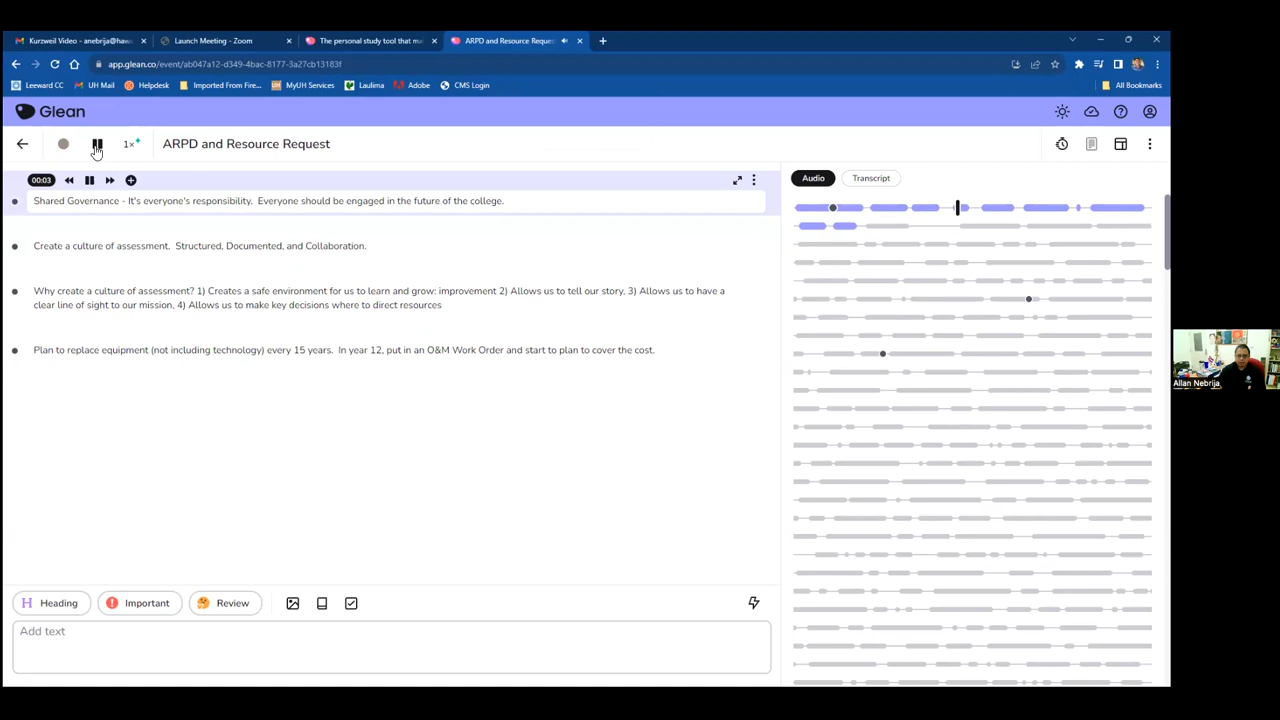 Kurzweil Video - anebrija@haw
Launch Meeting - Zoom
The personal study tool that ma
ARPD and Resource Request
app.glean.co/event/ab047a12-d349-4bac-8177-3a27cb13183f
Leeward CC
UH Mail
Helpdesk
Imported From Fire...
MyUH Services
Laulima
Adobe
CMS Login
All Bookmarks
Glean
1×
ARPD and Resource Request
00:03
Shared Governance - It's everyone's responsibility. Everyone should be engaged in the future of the college.
Create a culture of assessment. Structured, Documented, and Collaboration.
Why create a culture of assessment? 1) Creates a safe environment for us to learn and grow: improvement 2) Allows us to tell our story, 3) Allows us to have a
clear line of sight to our mission, 4) Allows us to make key decisions where to direct resources
Plan to replace equipment (not including technology) every 15 years. In year 12, put in an O&M Work Order and start to plan to cover the cost.
Audio
Transcript
Allan Nebrija
H Heading
Important
Review
Add text